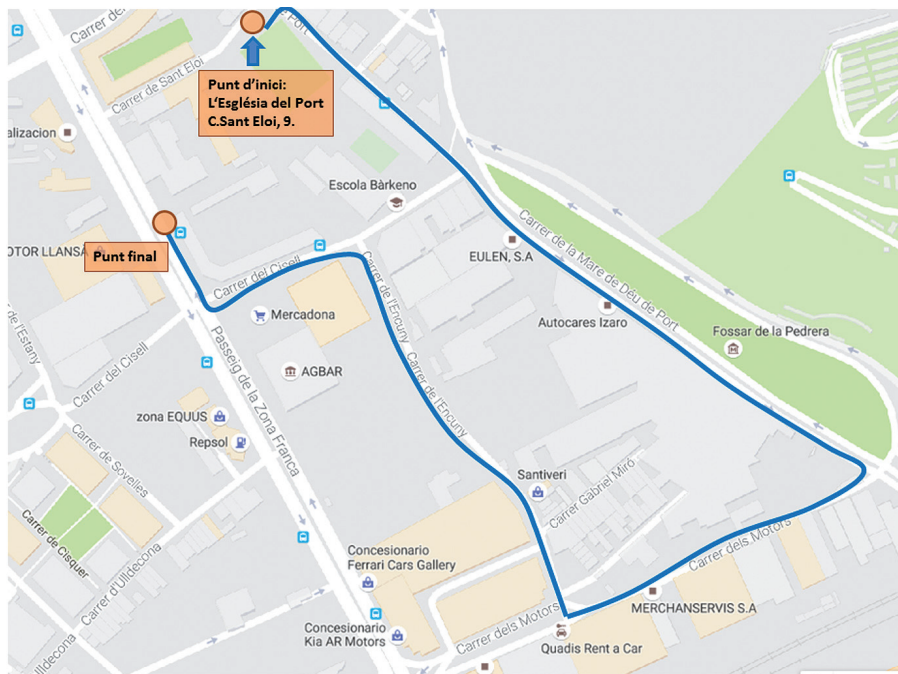 Carrer de
Port
Punt d'inici:
L'Església del Port
C.Sant Eloi, 9.
Carrer de Sant Eloi
alizacion
Escola Bàrkeno
OTOR LLANSÀ
Punt final
EULEN, S.A
Carrer de la Mare de Déu de Port
Carrer del Cisell
Carrer de l'Encuny
Autocares Izaro
Mercadona
Fossar de la Pedrera
r de l'Estany
Carrer del Cisell
Passeig de la Zona Franca
AGBAR
Carrer de l'Encuny
zona EQUUS
Repsol
Carrer de Sovelles
Santiveri
Carrer Gabriel Miró
Carrer de Cisquer
Carrer d'Ulldecona
Concesionario
Ferrari Cars Gallery
Carrer dels Motors
MERCHANSERVIS S.A
Carrer dels Motors
Concesionario
Kia AR Motors
Quadis Rent a Car
Ulldecona